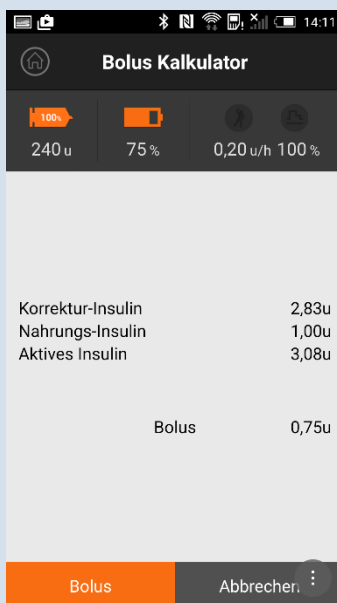 14:11
Bolus Kalkulator
100%
240 u 75 % 0,20 u/h 100 %
Korrektur-Insulin 2,83u
Nahrungs-Insulin 1,00u
Aktives Insulin 3,08u
Bolus 0,75u
Bolus Abbrechen